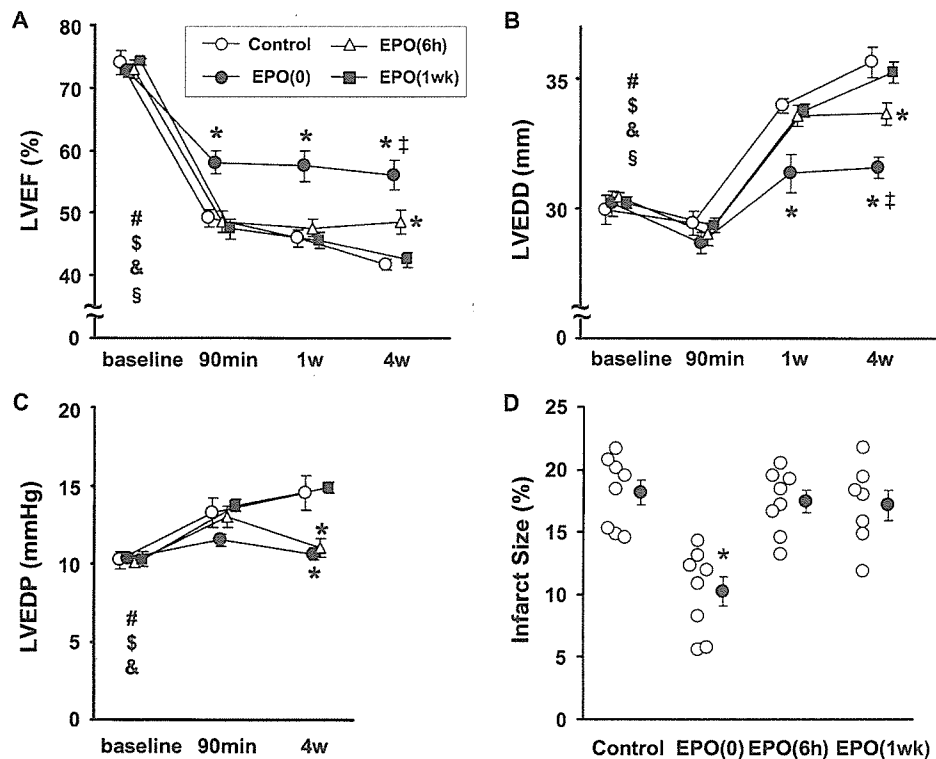 A
80
70
60
50
40
0
LVEF (%)
Control
EPO(6h)
EPO(0)
EPO(1wk)
* * * ‡
*
#
$
&
§
baseline 90min 1w 4w
B
35
30
0
LVEDD (mm)
#
$
&
§
*
* * ‡
baseline 90min 1w 4w
C
20
15
10
5
0
LVEDP (mmHg)
*
*
#
$
&
baseline 90min 4w
D
25
20
15
10
5
0
Infarct Size (%)
*
Control EPO(0) EPO(6h) EPO(1wk)